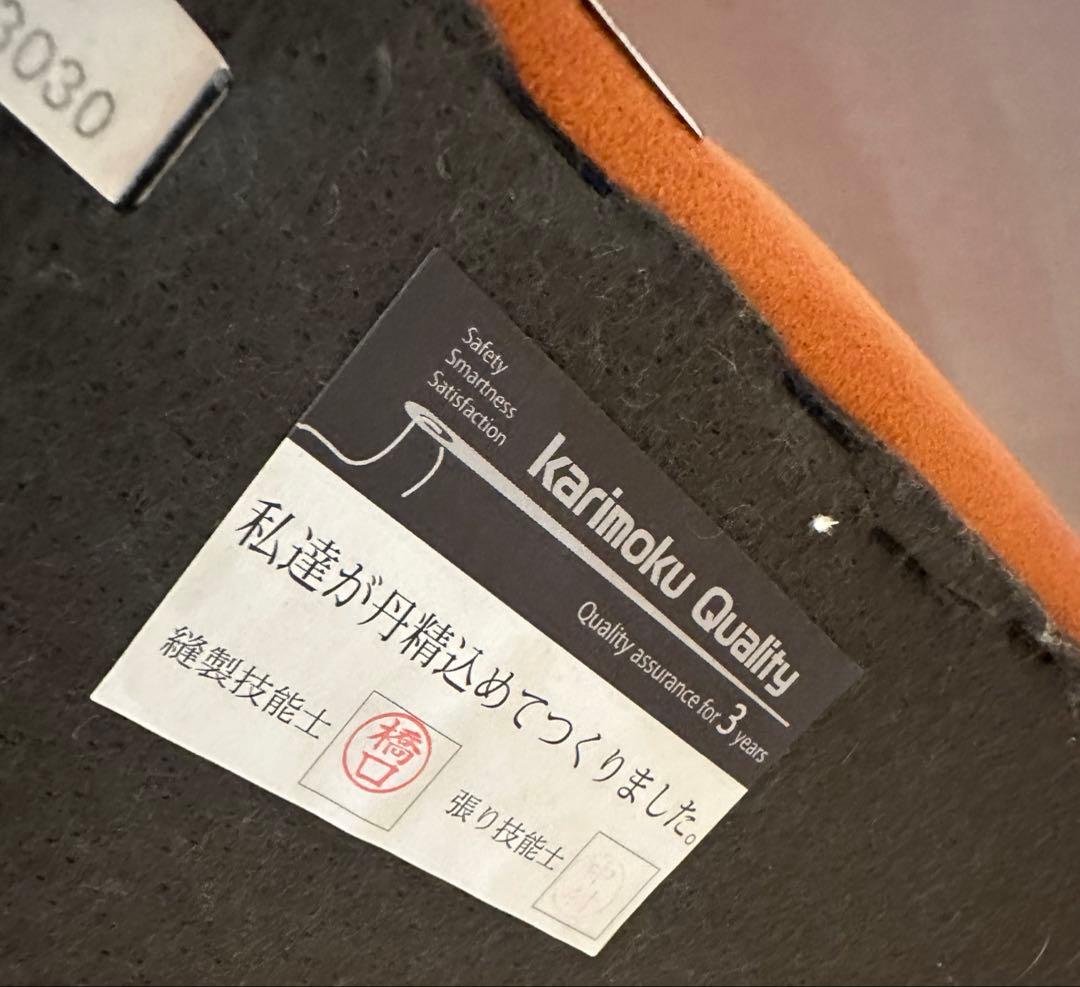 3030
Safety
Smartness
Satisfaction
karimoku Quality
Quality assurance for 3 years
私達が丹精込めてつくりました。
縫製技能士
橋口
張り技能士